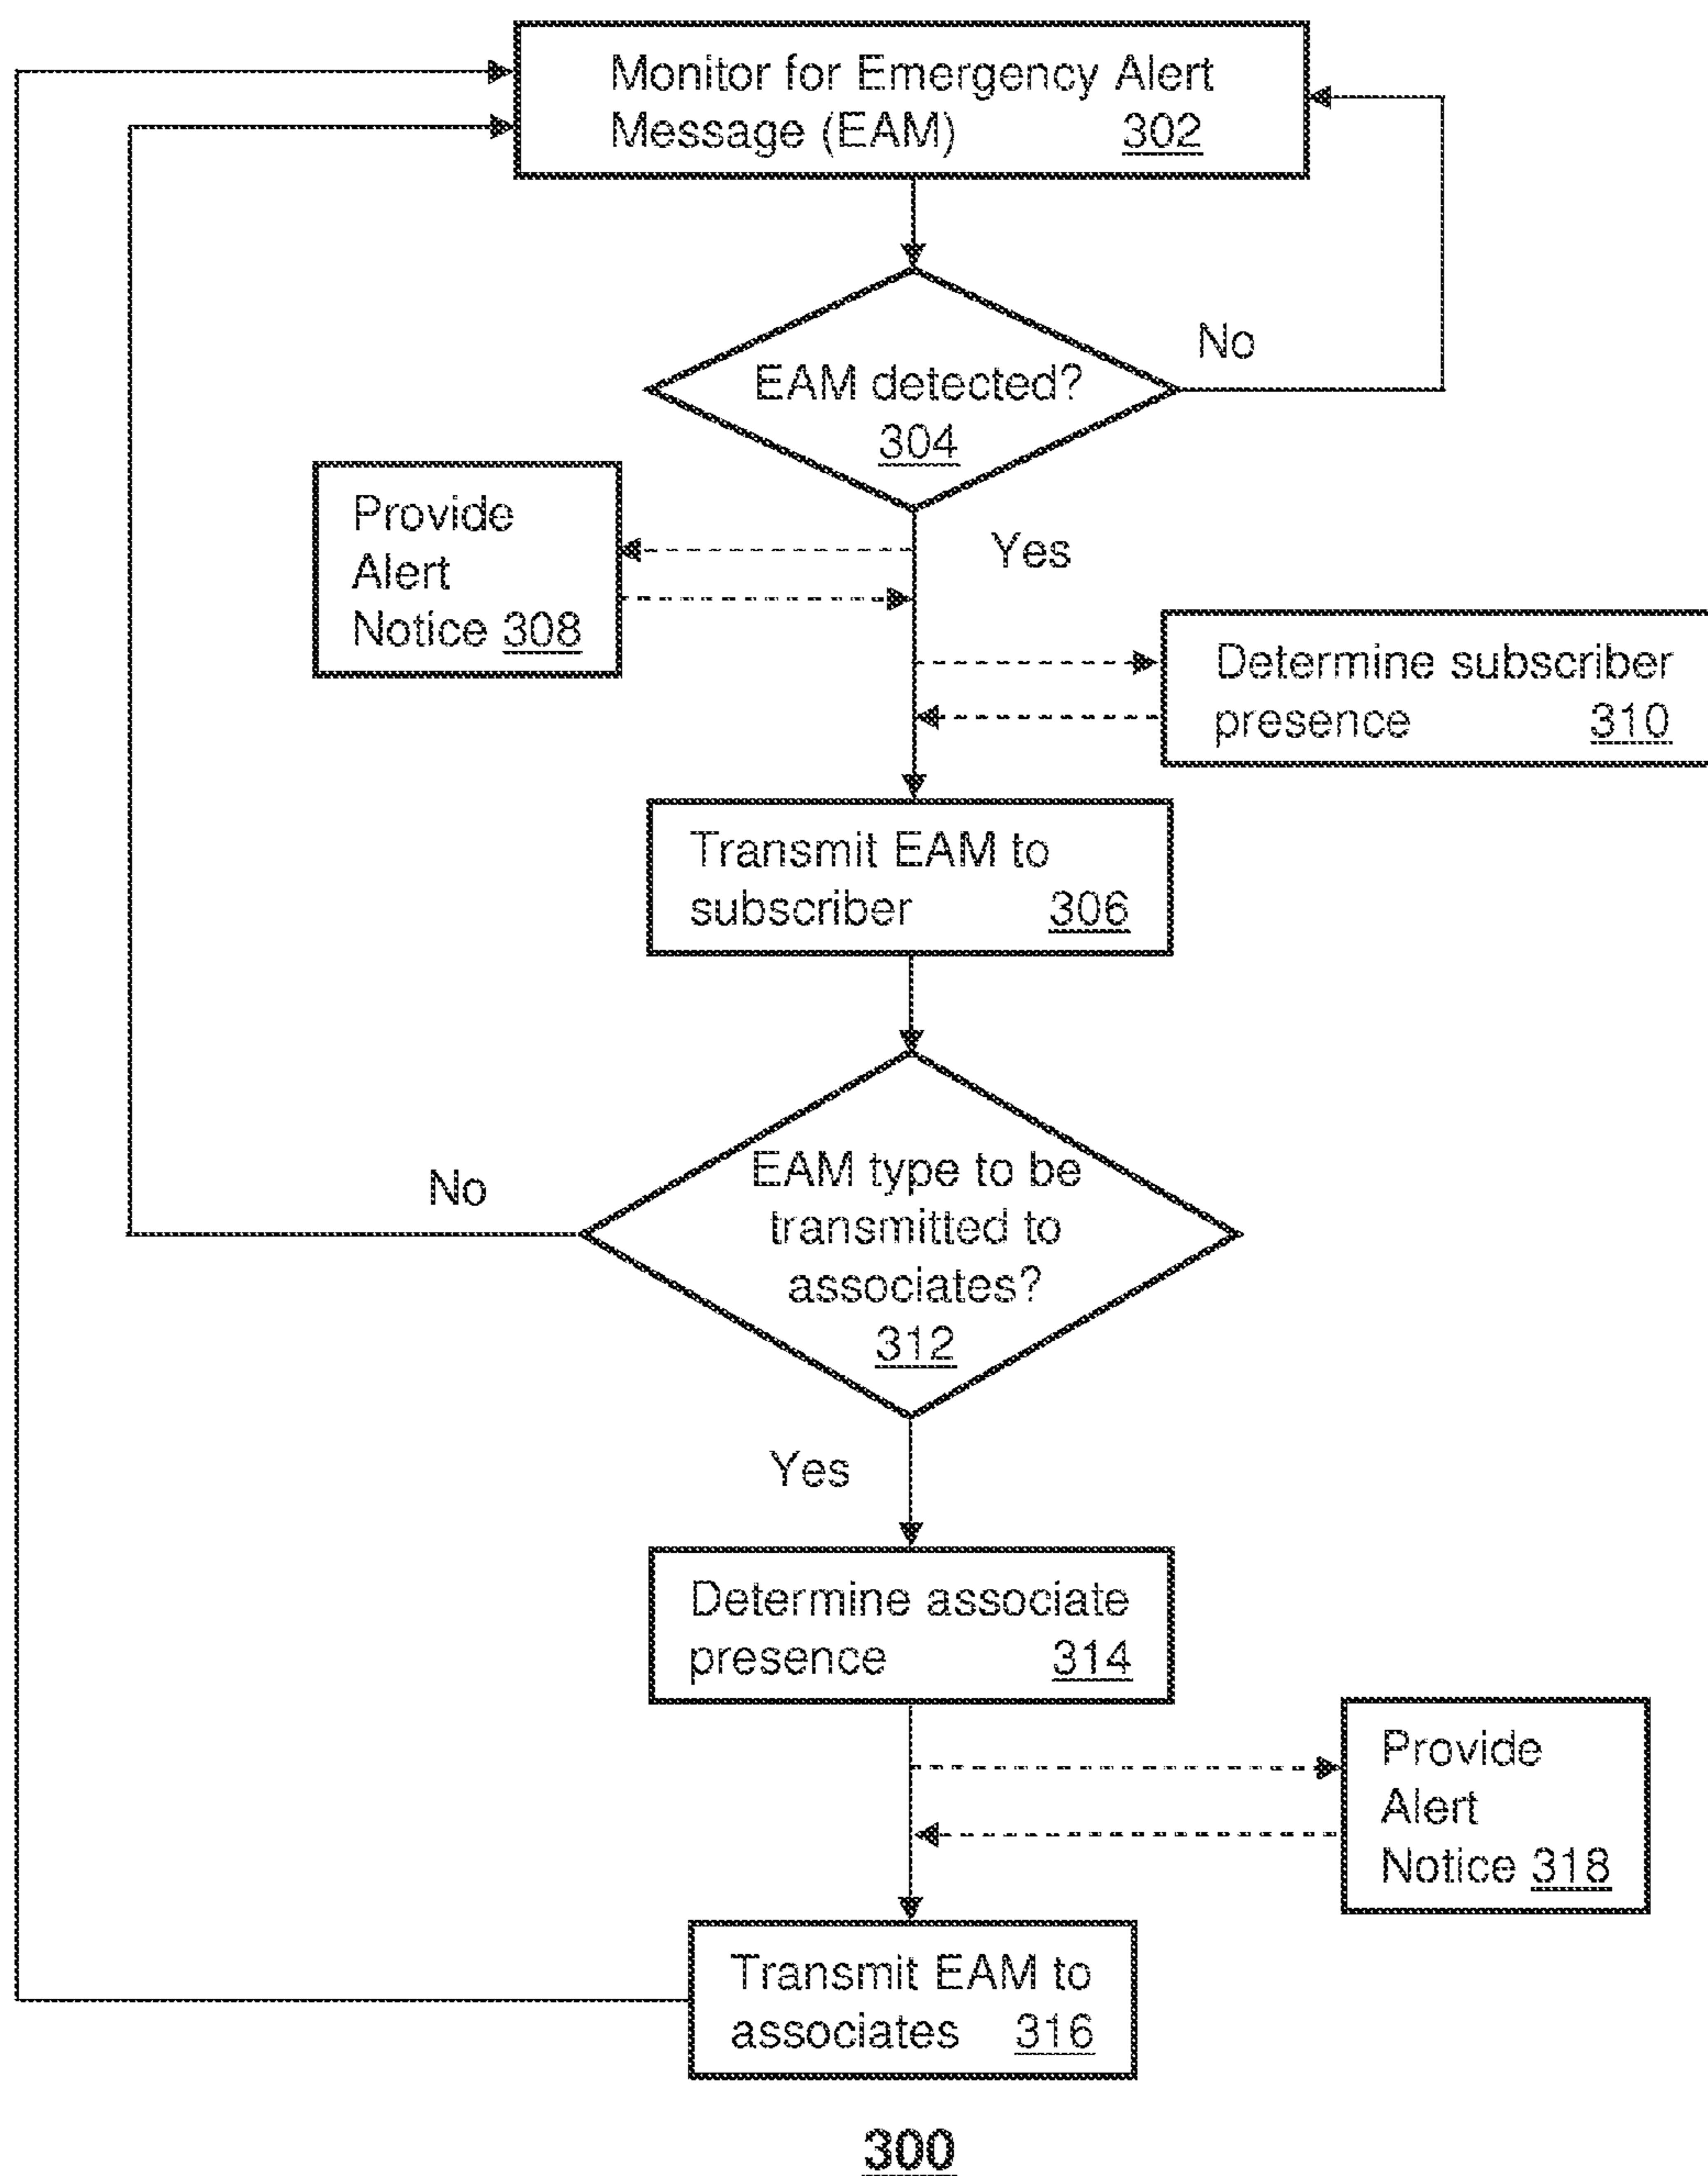 Monitor for Emergency Alert
Message (EAM) 302
EAM detected?
304
No
Yes
Provide
Alert
Notice 308
Determine subscriber
presence 310
Transmit EAM to
subscriber 306
EAM type to be
transmitted to
associates?
312
No
Yes
Determine associate
presence 314
Provide
Alert
Notice 318
Transmit EAM to
associates 316
300